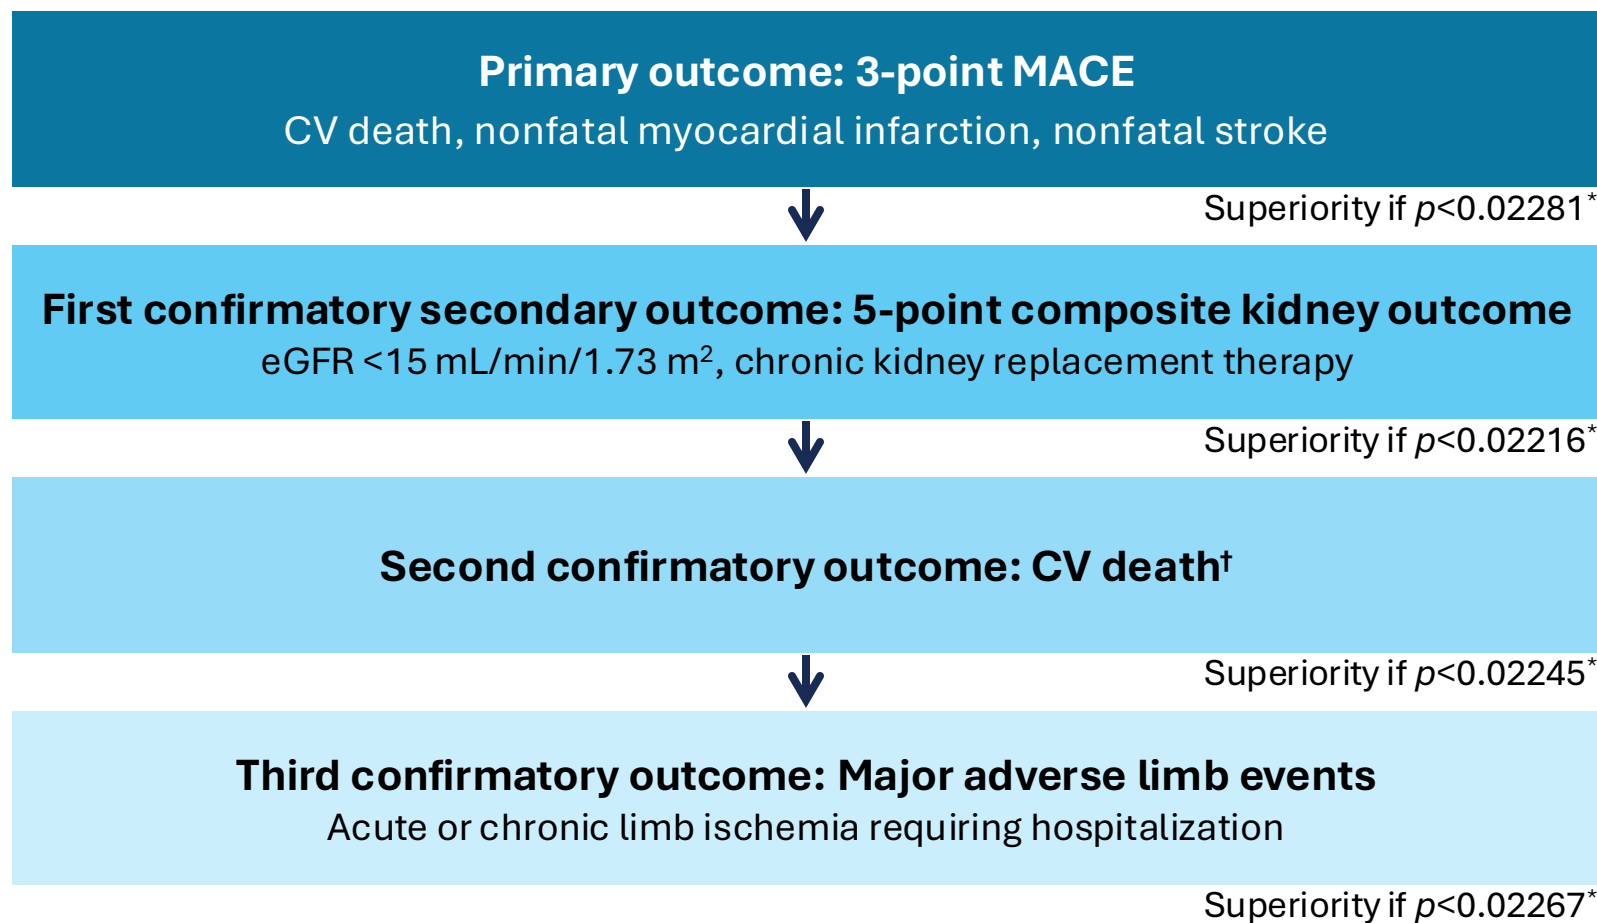 Primary outcome: 3-point MACE
CV death, nonfatal myocardial infarction, nonfatal stroke
Superiority if p<0.02281*
First confirmatory secondary outcome: 5-point composite kidney outcome
eGFR <15 mL/min/1.73 m², chronic kidney replacement therapy
Superiority if p<0.02216*
Second confirmatory outcome: CV death†
Superiority if p<0.02245*
Third confirmatory outcome: Major adverse limb events
Acute or chronic limb ischemia requiring hospitalization
Superiority if p<0.02267*